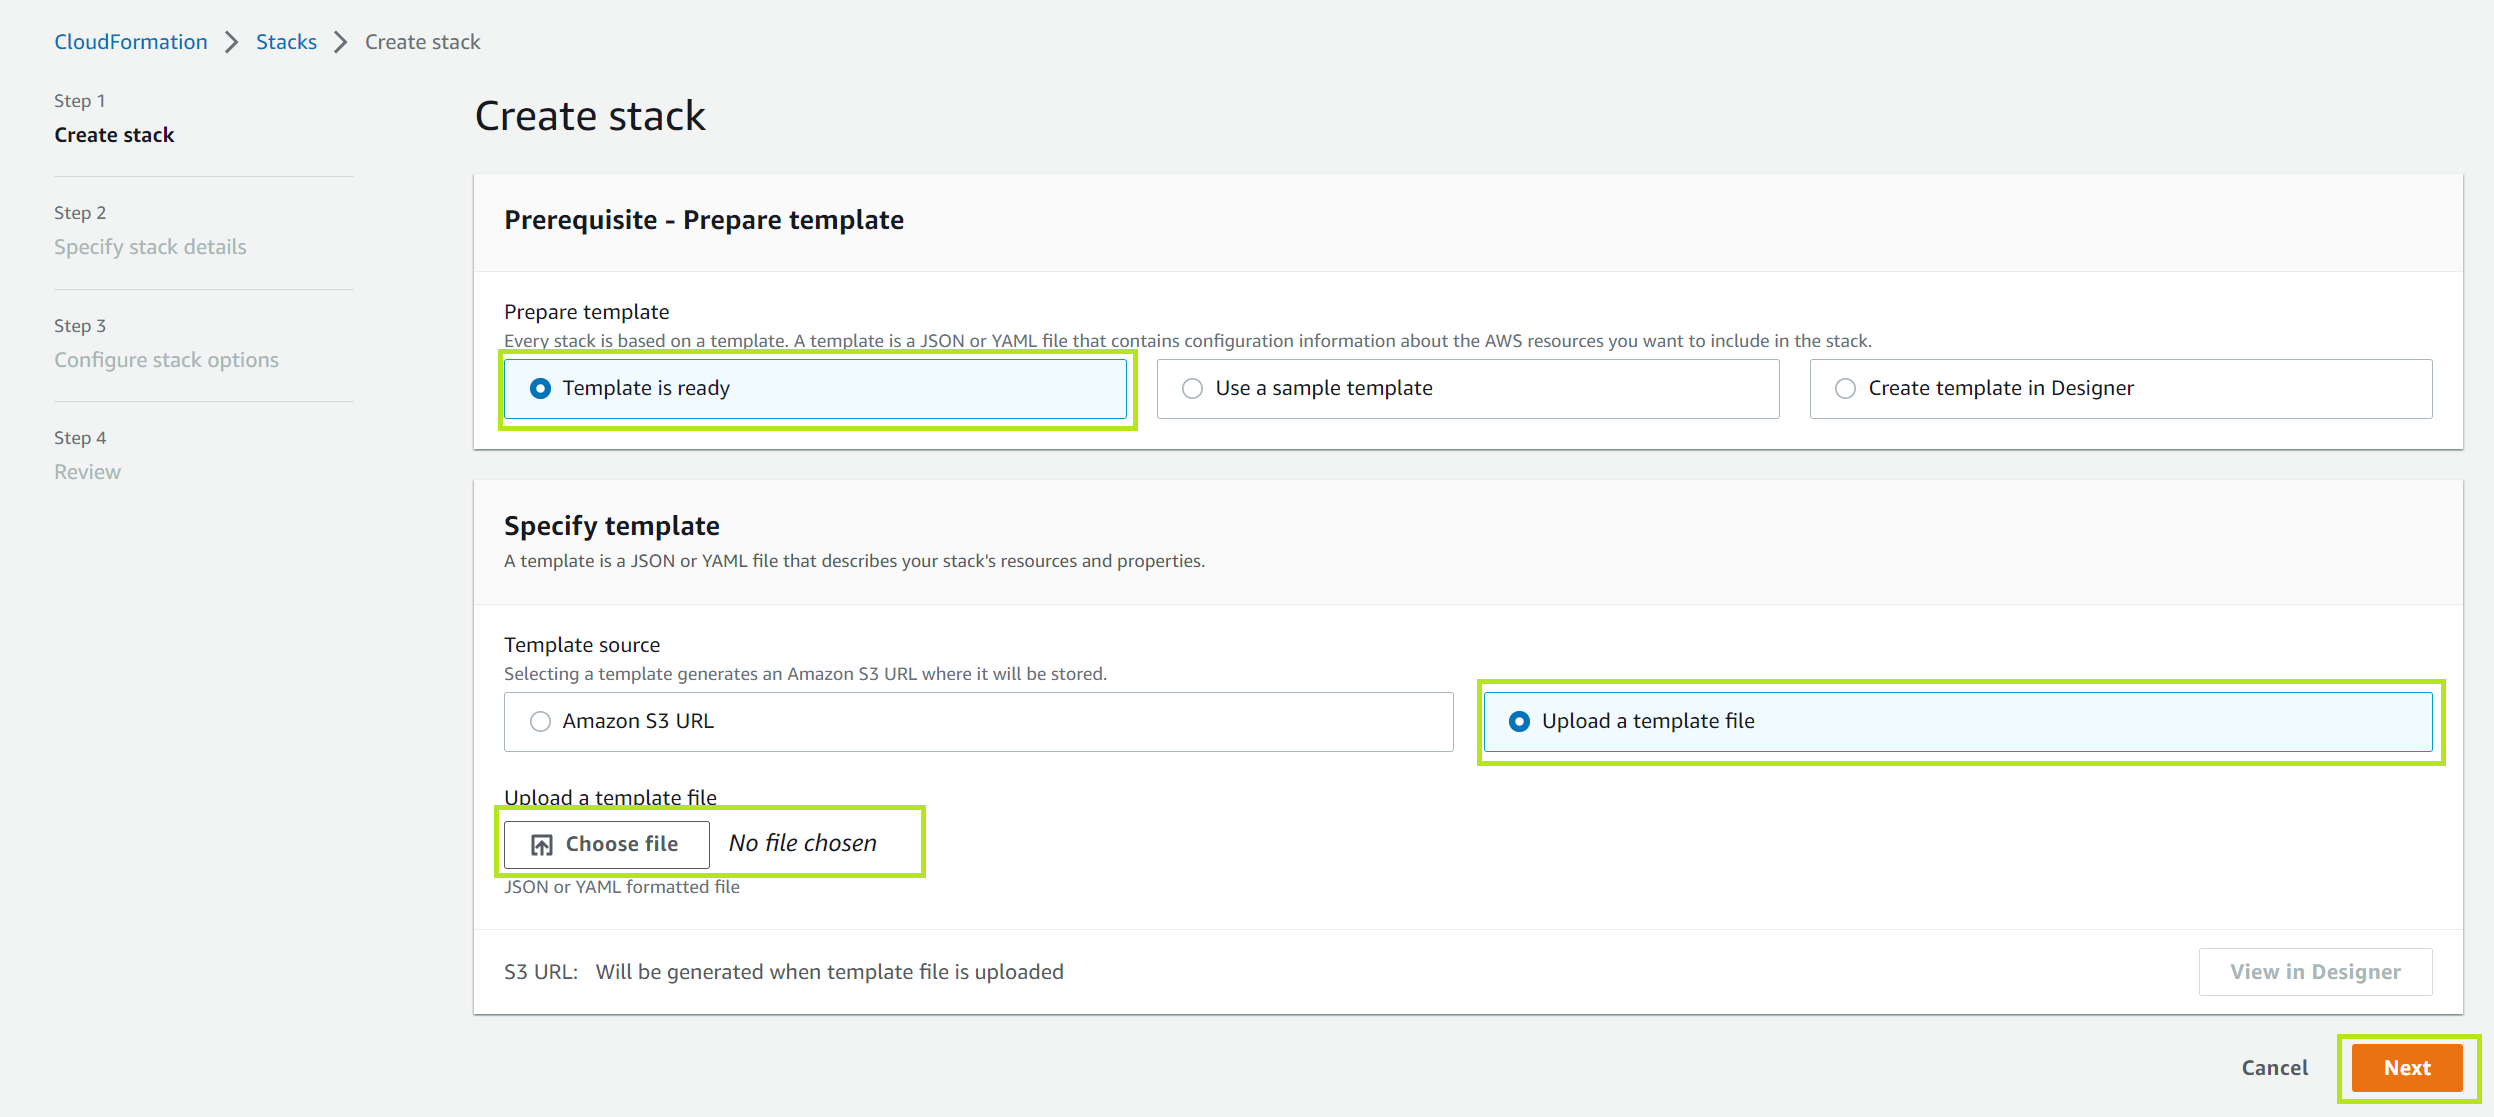 CloudFormation > Stacks > Create stack
Step 1
Create stack
Step 2
Specify stack details
Step 3
Configure stack options
Step 4
Review
Create stack
Prerequisite - Prepare template
Prepare template
Every stack is based on a template. A template is a JSON or YAML file that contains configuration information about the AWS resources you want to include in the stack.
Template is ready
Use a sample template
Create template in Designer
Specify template
A template is a JSON or YAML file that describes your stack's resources and properties.
Template source
Selecting a template generates an Amazon S3 URL where it will be stored.
Amazon S3 URL
Upload a template file
Upload a template file
Choose file No file chosen
JSON or YAML formatted file
S3 URL: Will be generated when template file is uploaded
View in Designer
Cancel
Next